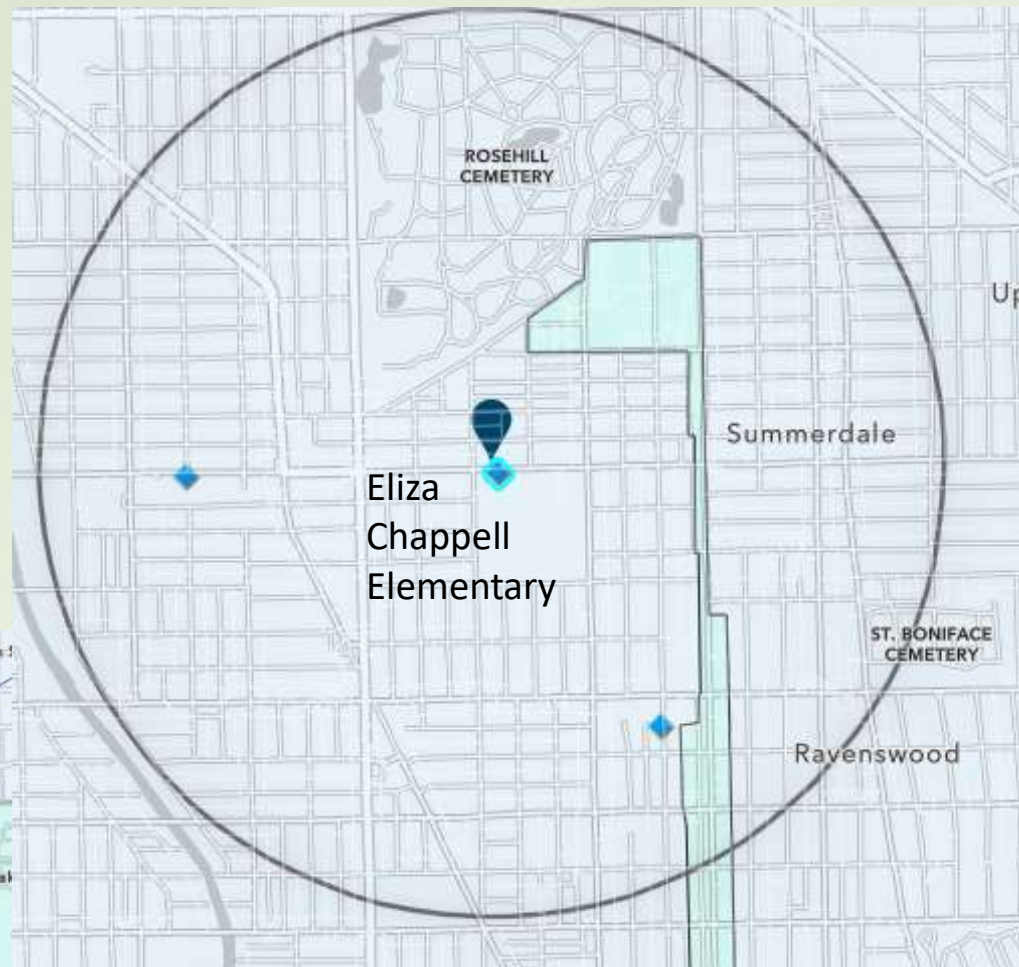 ROSEHILL
CEMETERY
Up
Summerdale
Eliza
Chappell
Elementary
ST. BONIFACE
CEMETERY
Ravenswood